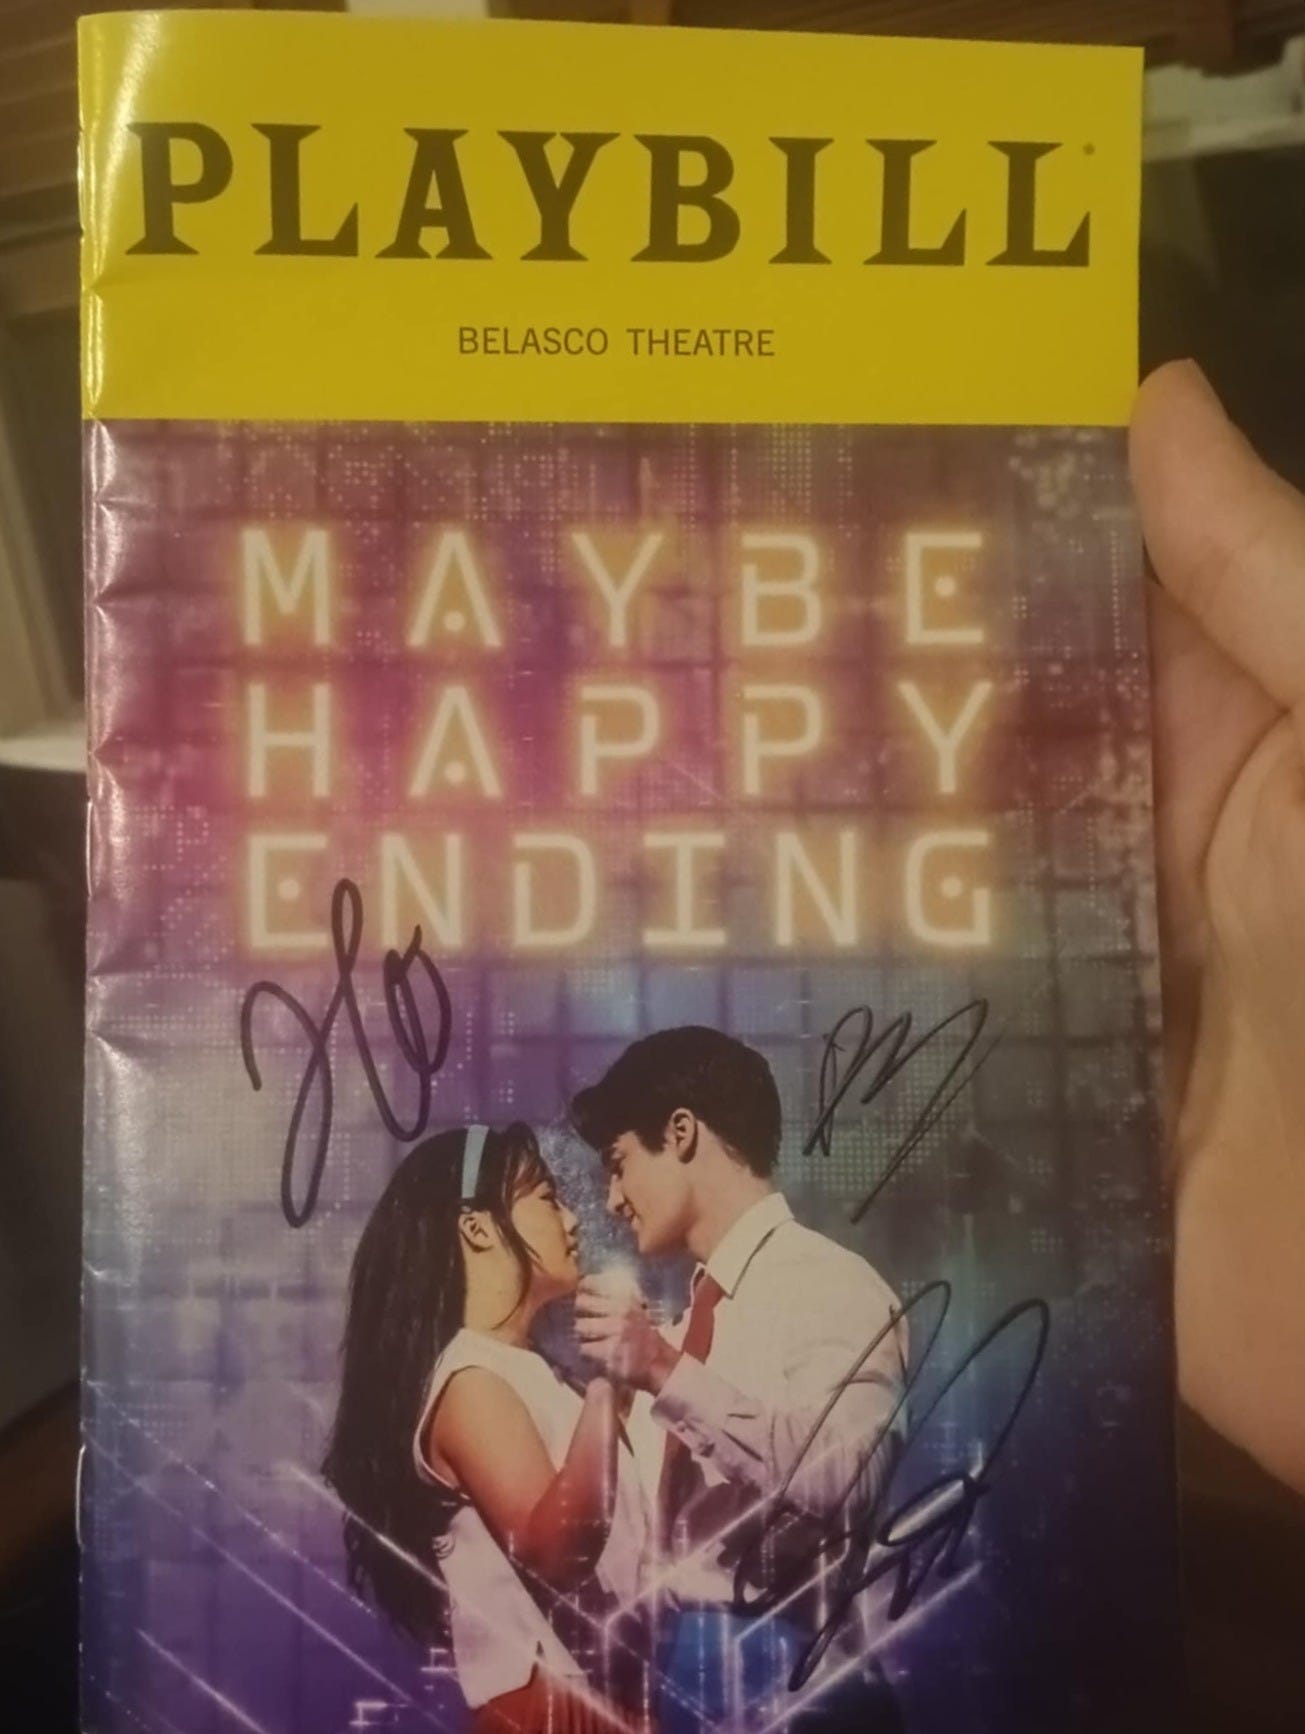 PLAYBILL
BELASCO THEATRE
MAYBE
HAPPY
ENDING